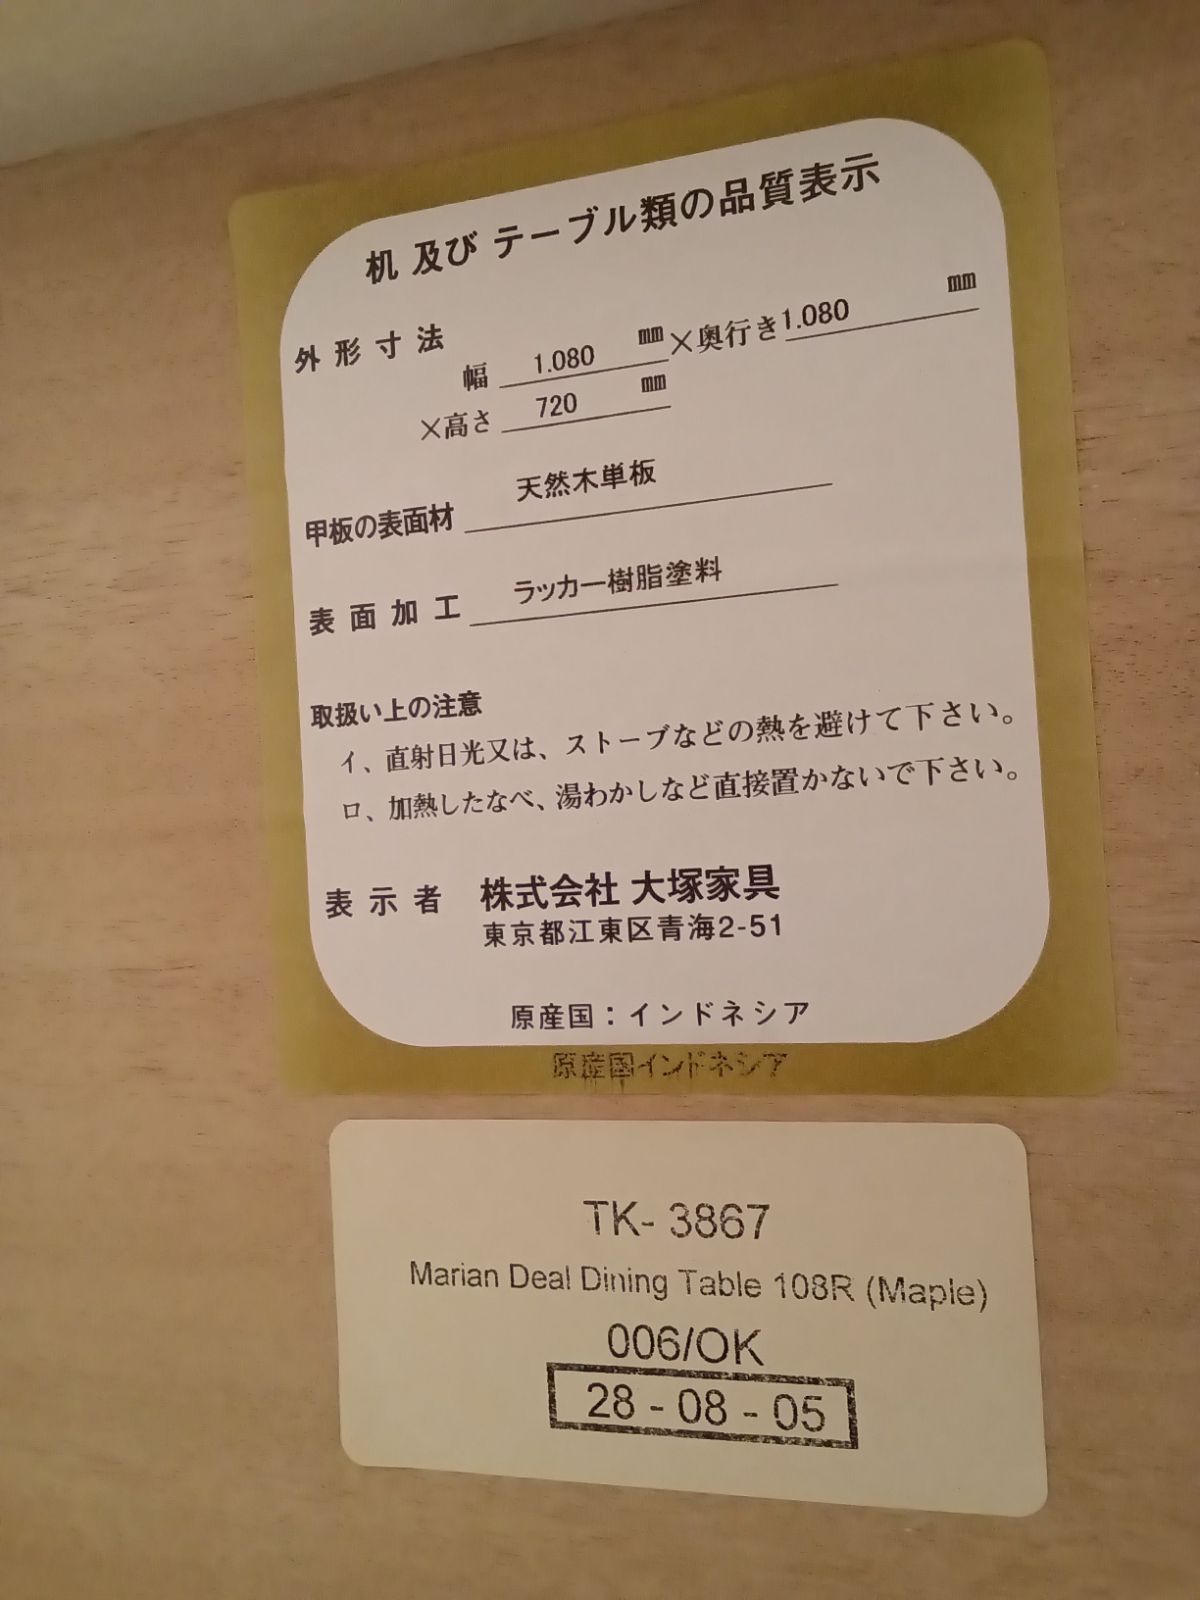 机 及び テーブル類の品質表示
外形寸法
幅 1.080 ㎜ ×奥行き 1.080 ㎜
×高さ 720 ㎜
甲板の表面材 天然木単板
表面加工 ラッカー樹脂塗料
取扱い上の注意
イ、直射日光又は、ストーブなどの熱を避けて下さい。
ロ、加熱したなべ、湯わかしなど直接置かないで下さい。
表示者 株式会社 大塚家具
東京都江東区青海2-51
原産国：インドネシア
原産国インドネシア
TK- 3867
Marian Deal Dining Table 108R (Maple)
006/OK
28 - 08 - 05